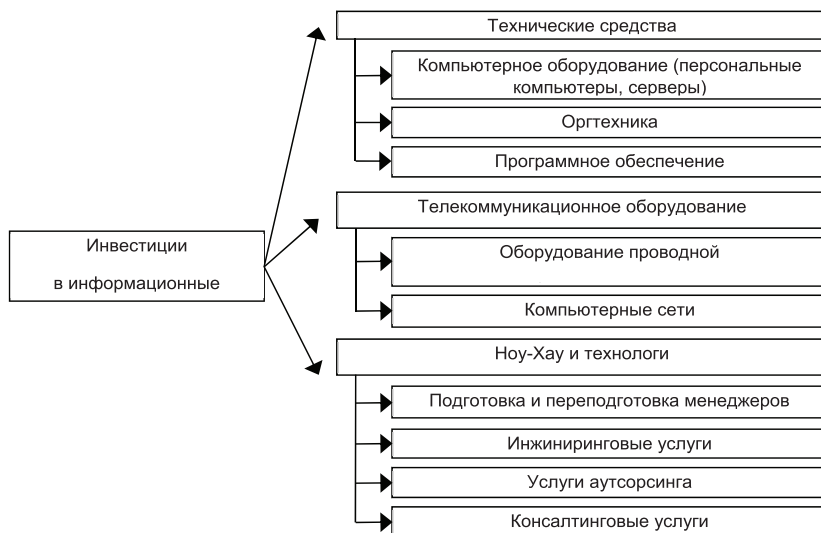 Технические средства
Компьютерное оборудование (персональные
компьютеры, серверы)
Оргтехника
Программное обеспечение
Телекоммуникационное оборудование
Оборудование проводной
Компьютерные сети
Инвестиции
в информационные
Ноу-Хау и технологи
Подготовка и переподготовка менеджеров
Инжиниринговые услуги
Услуги аутсорсинга
Консалтинговые услуги